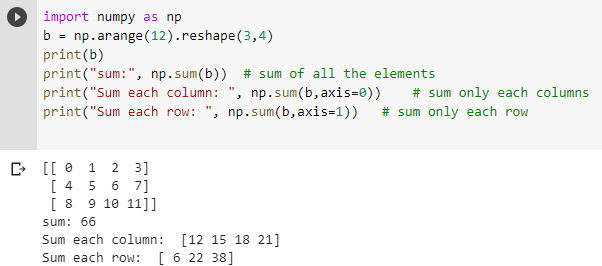 import numpy as np
b = np.arange(12).reshape(3,4)
print(b)
print("sum:", np.sum(b))  # sum of all the elements
print("Sum each column: ", np.sum(b,axis=0))    # sum only each columns
print("Sum each row: ", np.sum(b,axis=1))   # sum only each row
[[ 0  1  2  3]
 [ 4  5  6  7]
 [ 8  9 10 11]]
sum: 66
Sum each column:  [12 15 18 21]
Sum each row:  [ 6 22 38]